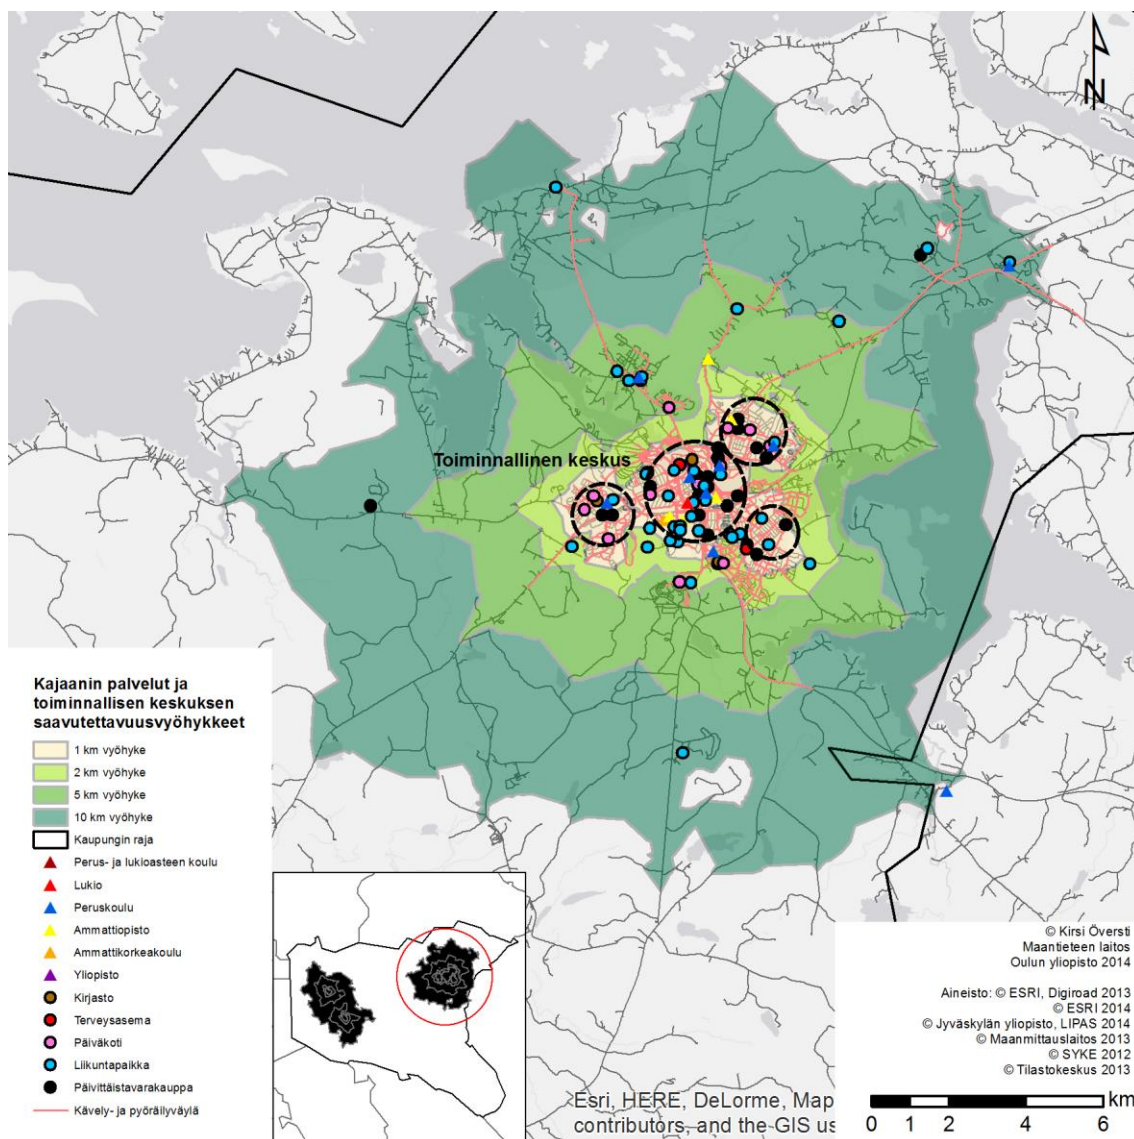 N
Toiminnallinen keskus
Kajaanin palvelut ja
toiminnallisen keskuksen
saavutettavuusvyöhykkeet
1 km vyöhyke
2 km vyöhyke
5 km vyöhyke
10 km vyöhyke
Kaupungin raja
Perus- ja lukioasteen koulu
Lukio
Peruskoulu
Ammattiopisto
Ammattikorkeakoulu
Yliopisto
Kirjasto
Terveysasema
Päiväkoti
Liikuntapaikka
Päivittäistavarakauppa
Kävely- ja pyöräilyväylä
© Kirsi Översti
Maantieteen laitos
Oulun yliopisto 2014
Aineisto: © ESRI, Digiroad 2013
© ESRI 2014
© Jyväskylän yliopisto, LIPAS 2014
© Maanmittauslaitos 2013
© SYKE 2012
© Tilastokeskus 2013
Esri, HERE, DeLorme, Map
contributors, and the GIS us
km
0 1 2 4 6